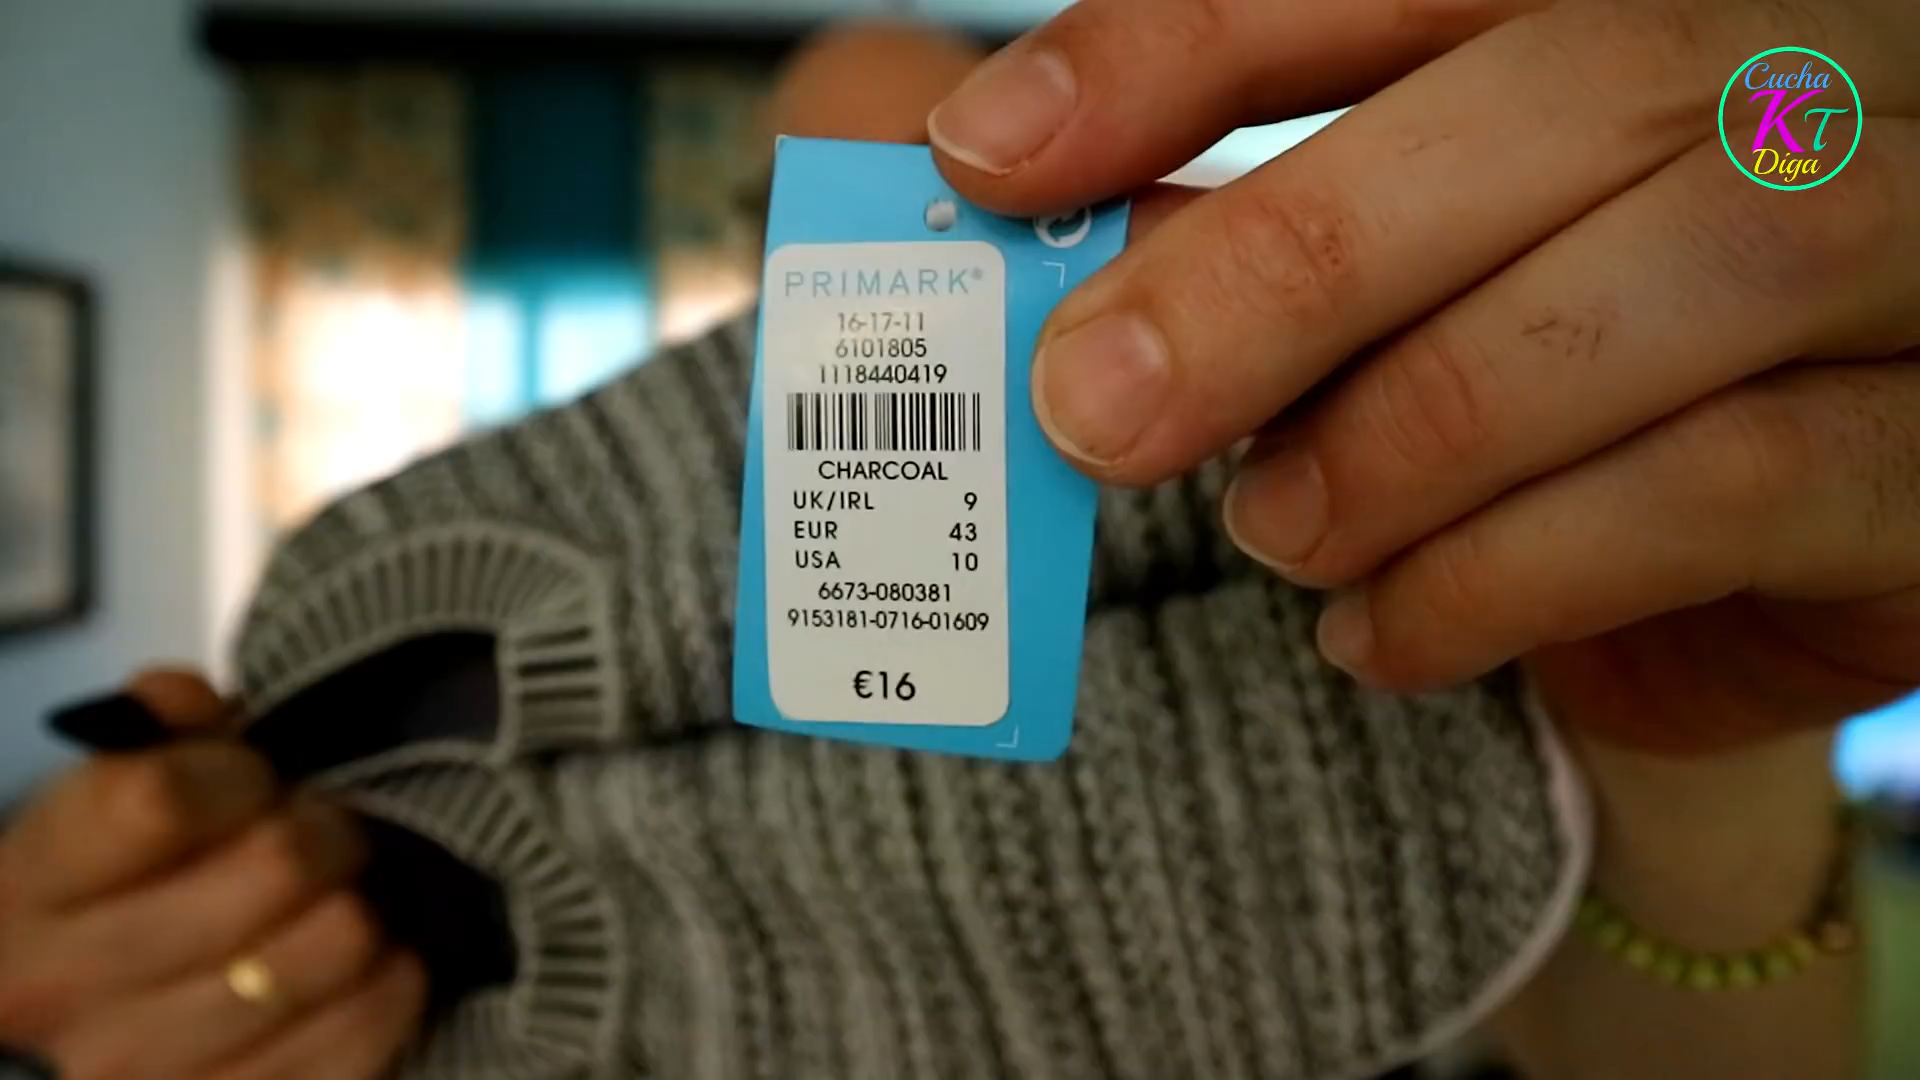 Cucha
KT
Diga
PRIMARK®
16-17-11
6101805
1118440419
CHARCOAL
UK/IRL 9
EUR 43
USA 10
6673-080381
9153181-0716-01609
€16